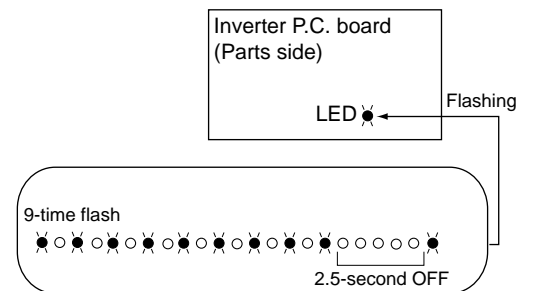 Inverter P.C. board
(Parts side)
LED
Flashing
9-time flash
2.5-second OFF